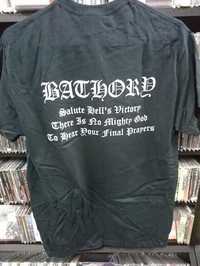 BATHORY
Salute Hell's Victory
There Is No Mighty God
To Hear Your Final Prayers